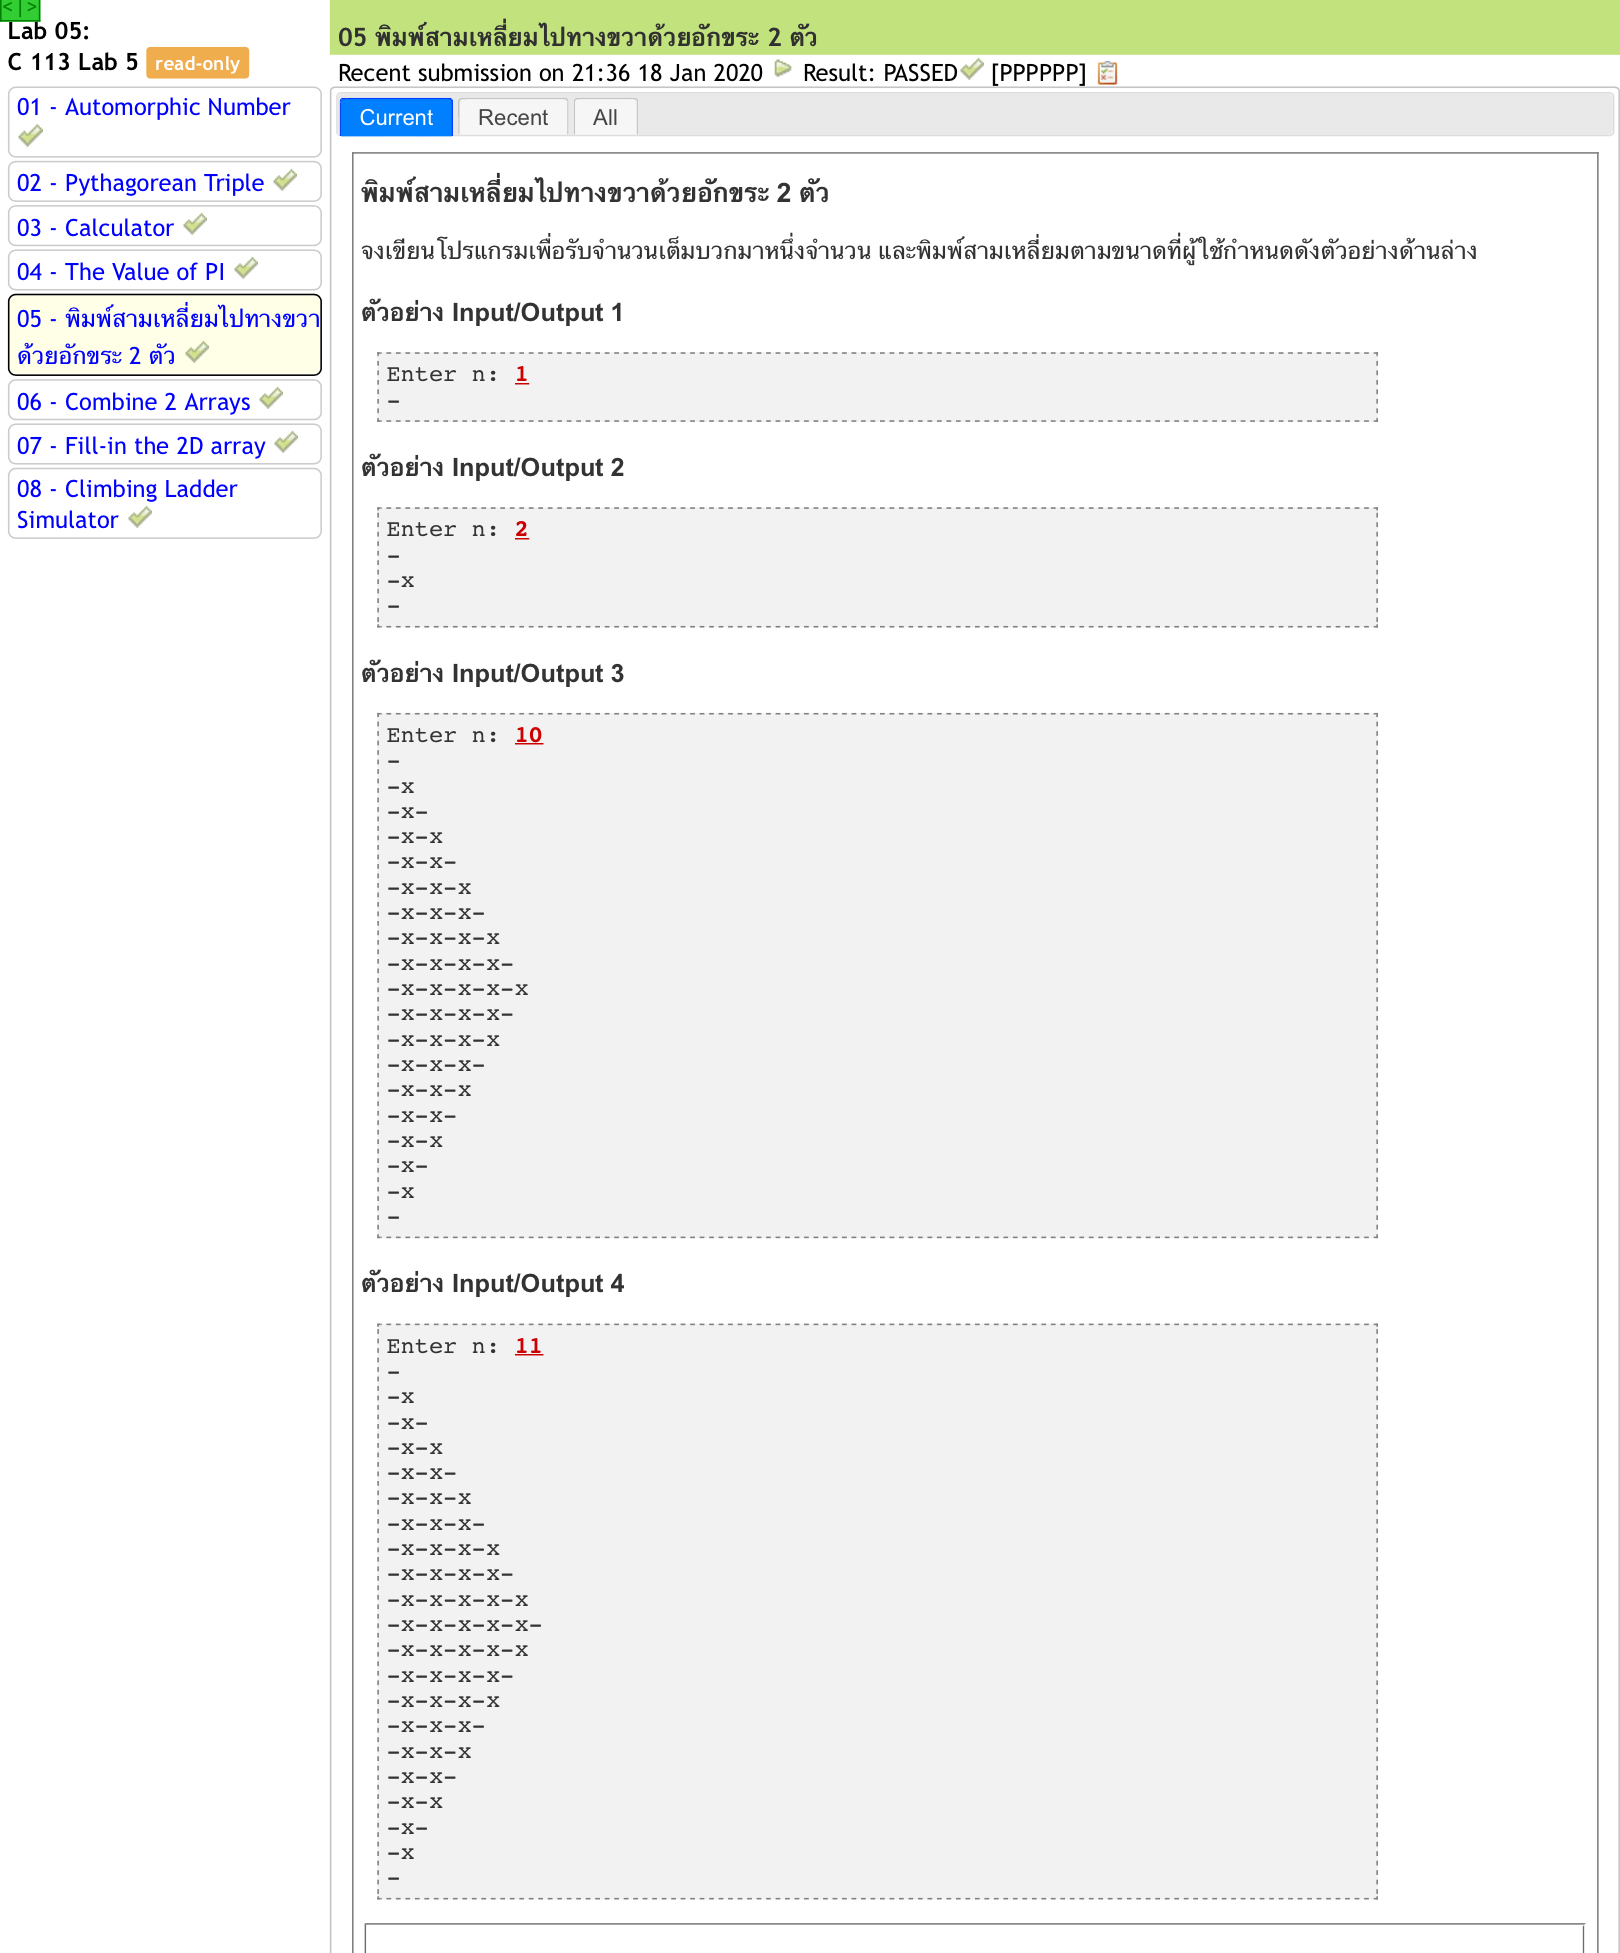 < | >
Lab 05:
C 113 Lab 5 read-only
01 - Automorphic Number
02 - Pythagorean Triple
03 - Calculator
04 - The Value of PI
05 - พิมพ์สามเหลี่ยมไปทางขวา
ด้วยอักขระ 2 ตัว
06 - Combine 2 Arrays
07 - Fill-in the 2D array
08 - Climbing Ladder
Simulator
05 พิมพ์สามเหลี่ยมไปทางขวาด้วยอักขระ 2 ตัว
Recent submission on 21:36 18 Jan 2020 Result: PASSED [PPPPPP]
Current Recent All
พิมพ์สามเหลี่ยมไปทางขวาด้วยอักขระ 2 ตัว
จงเขียนโปรแกรมเพื่อรับจำนวนเต็มบวกมาหนึ่งจำนวน และพิมพ์สามเหลี่ยมตามขนาดที่ผู้ใช้กำหนดดังตัวอย่างด้านล่าง
ตัวอย่าง Input/Output 1
Enter n: 1
-
ตัวอย่าง Input/Output 2
Enter n: 2
-
-x
-
ตัวอย่าง Input/Output 3
Enter n: 10
-
-x
-x-
-x-x
-x-x-
-x-x-x
-x-x-x-
-x-x-x-x
-x-x-x-x-
-x-x-x-x-x
-x-x-x-x-
-x-x-x-x
-x-x-x-
-x-x-x
-x-x-
-x-x
-x-
-x
-
ตัวอย่าง Input/Output 4
Enter n: 11
-
-x
-x-
-x-x
-x-x-
-x-x-x
-x-x-x-
-x-x-x-x
-x-x-x-x-
-x-x-x-x-x
-x-x-x-x-x-
-x-x-x-x-x
-x-x-x-x-
-x-x-x-x
-x-x-x-
-x-x-x
-x-x-
-x-x
-x-
-x
-